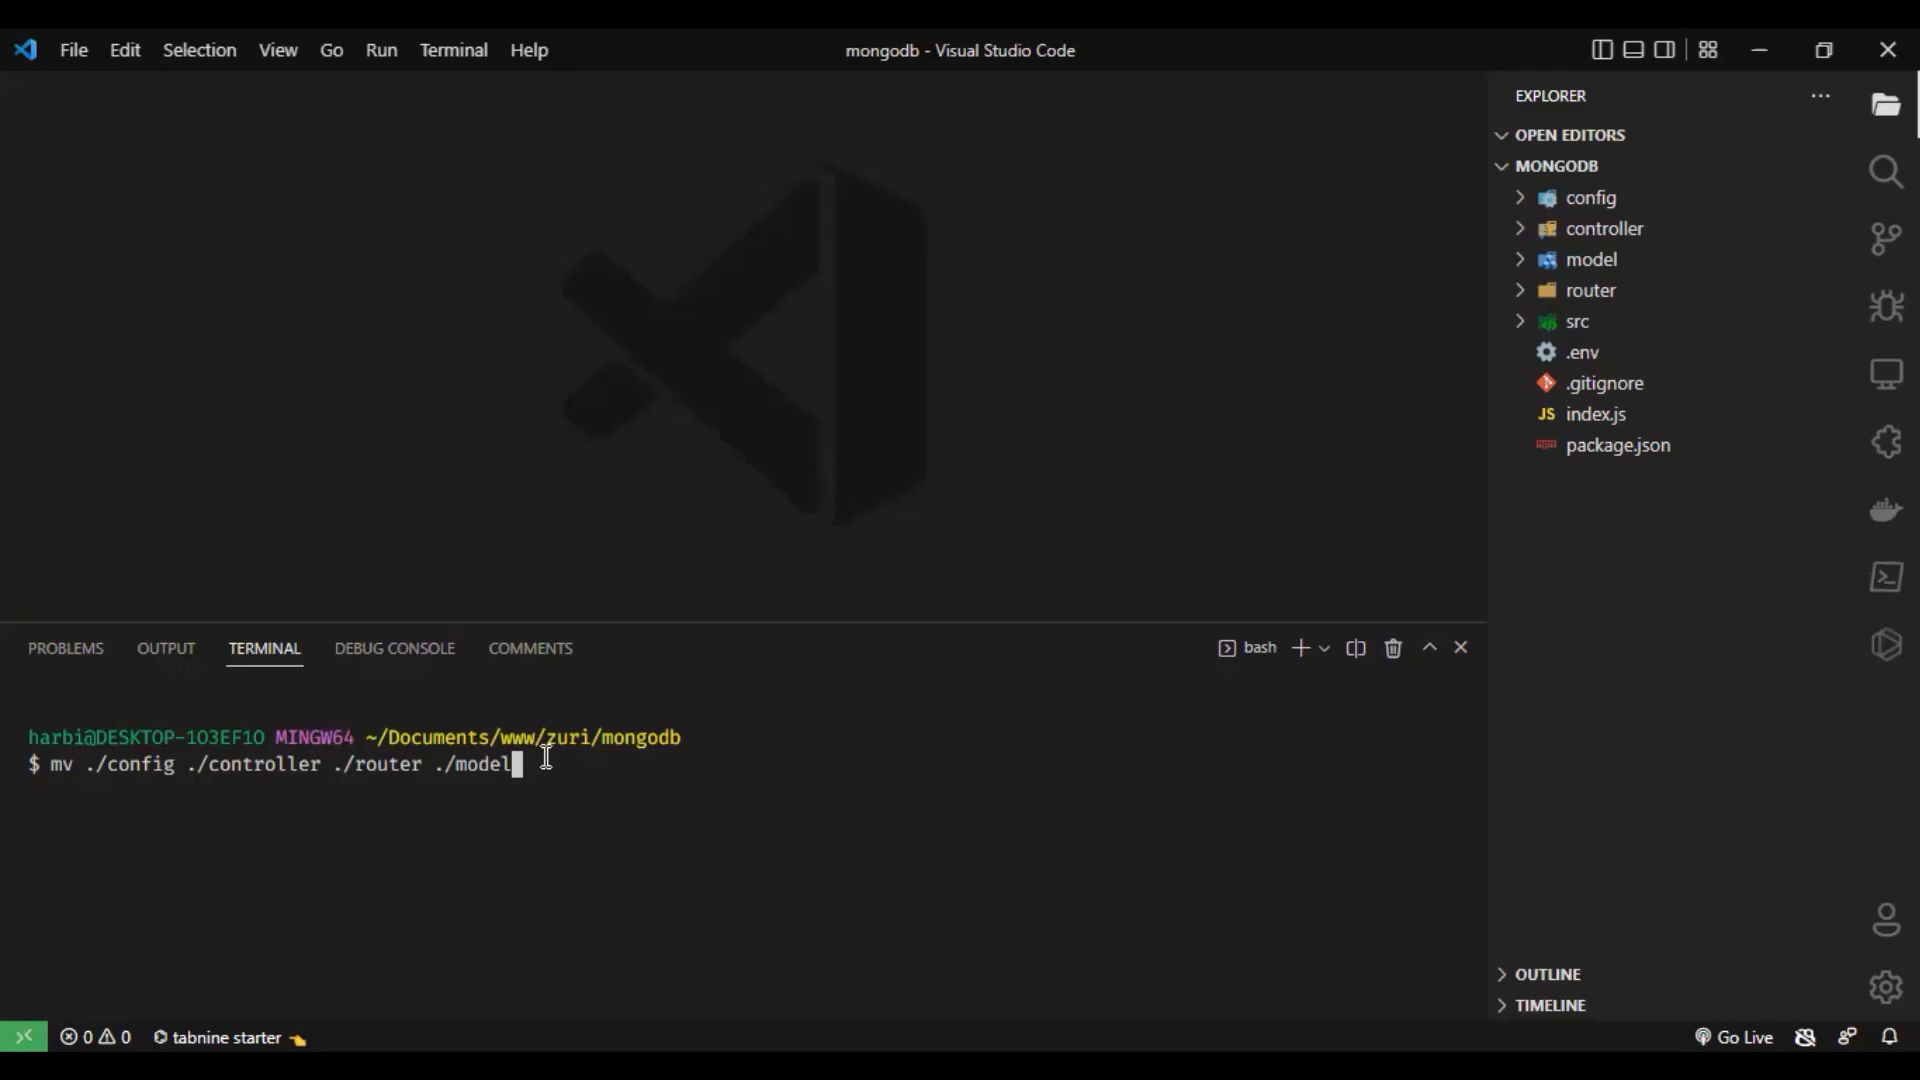 File Edit Selection View Go Run Terminal Help
mongodb - Visual Studio Code
EXPLORER
OPEN EDITORS
MONGODB
config
controller
model
router
src
.env
.gitignore
JS index.js
package.json
PROBLEMS OUTPUT TERMINAL DEBUG CONSOLE COMMENTS
bash
harbi@DESKTOP-103EF1O MINGW64 ~/Documents/www/zuri/mongodb
$ mv ./config ./controller ./router ./model
OUTLINE
TIMELINE
0 0 tabnine starter
Go Live